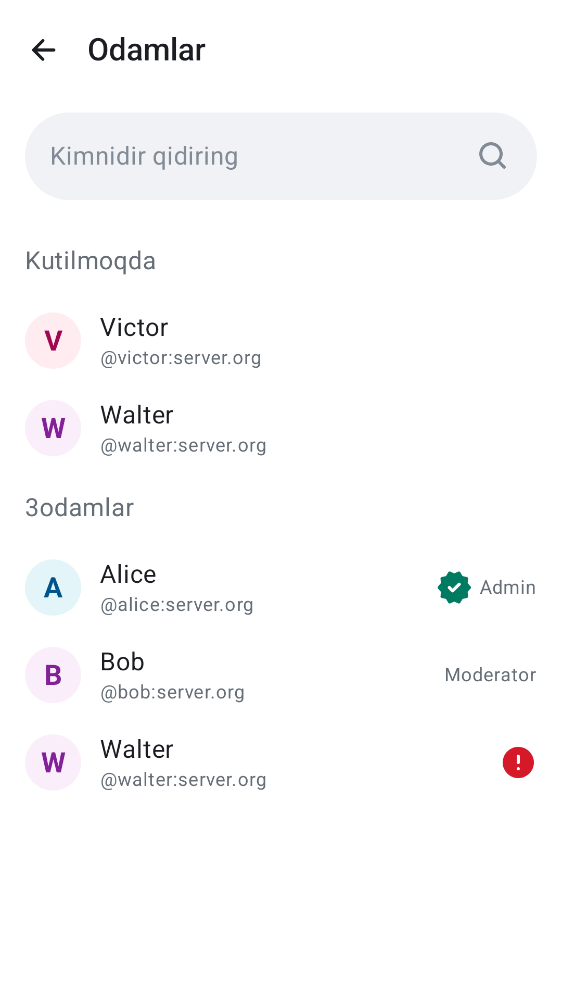 Odamlar
Kimnidir qidiring
Kutilmoqda
V
Victor
@victor:server.org
W
Walter
@walter:server.org
3odamlar
A
Alice
@alice:server.org
Admin
B
Bob
@bob:server.org
Moderator
W
Walter
@walter:server.org